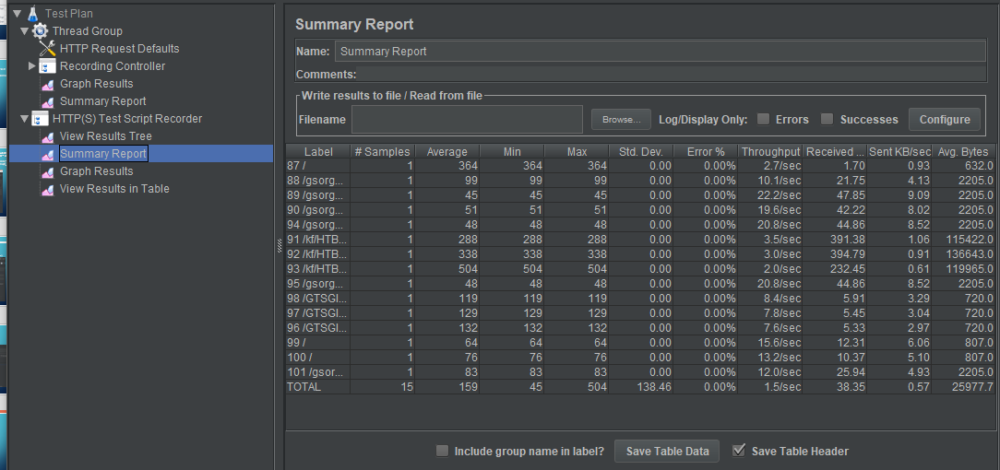 Test Plan
Thread Group
HTTP Request Defaults
Recording Controller
Graph Results
Summary Report
HTTP(S) Test Script Recorder
View Results Tree
Summary Report
Graph Results
View Results in Table
Summary Report
Name: Summary Report
Comments:
Write results to file / Read from file
Filename Browse... Log/Display Only: Errors Successes Configure
Label # Samples Average Min Max Std. Dev. Error % Throughput Received ... Sent KB/sec Avg. Bytes
87 / 1 364 364 364 0.00 0.00% 2.7/sec 1.70 0.93 632.0
88 /gsorg... 1 99 99 99 0.00 0.00% 10.1/sec 21.75 4.13 2205.0
89 /gsorg... 1 45 45 45 0.00 0.00% 22.2/sec 47.85 9.09 2205.0
90 /gsorg... 1 51 51 51 0.00 0.00% 19.6/sec 42.22 8.02 2205.0
94 /gsorg... 1 48 48 48 0.00 0.00% 20.8/sec 44.86 8.52 2205.0
91 /kf/HTB... 1 288 288 288 0.00 0.00% 3.5/sec 391.38 1.06 115422.0
92 /kf/HTB... 1 338 338 338 0.00 0.00% 3.0/sec 394.79 0.91 136643.0
93 /kf/HTB... 1 504 504 504 0.00 0.00% 2.0/sec 232.45 0.61 119965.0
95 /gsorg... 1 48 48 48 0.00 0.00% 20.8/sec 44.86 8.52 2205.0
98 /GTSGI... 1 119 119 119 0.00 0.00% 8.4/sec 5.91 3.29 720.0
97 /GTSGI... 1 129 129 129 0.00 0.00% 7.8/sec 5.45 3.04 720.0
96 /GTSGI... 1 132 132 132 0.00 0.00% 7.6/sec 5.33 2.97 720.0
99 / 1 64 64 64 0.00 0.00% 15.6/sec 12.31 6.06 807.0
100 / 1 76 76 76 0.00 0.00% 13.2/sec 10.37 5.10 807.0
101 /gsor... 1 83 83 83 0.00 0.00% 12.0/sec 25.94 4.93 2205.0
TOTAL 15 159 45 504 138.46 0.00% 1.5/sec 38.35 0.57 25977.7
Include group name in label? Save Table Data Save Table Header